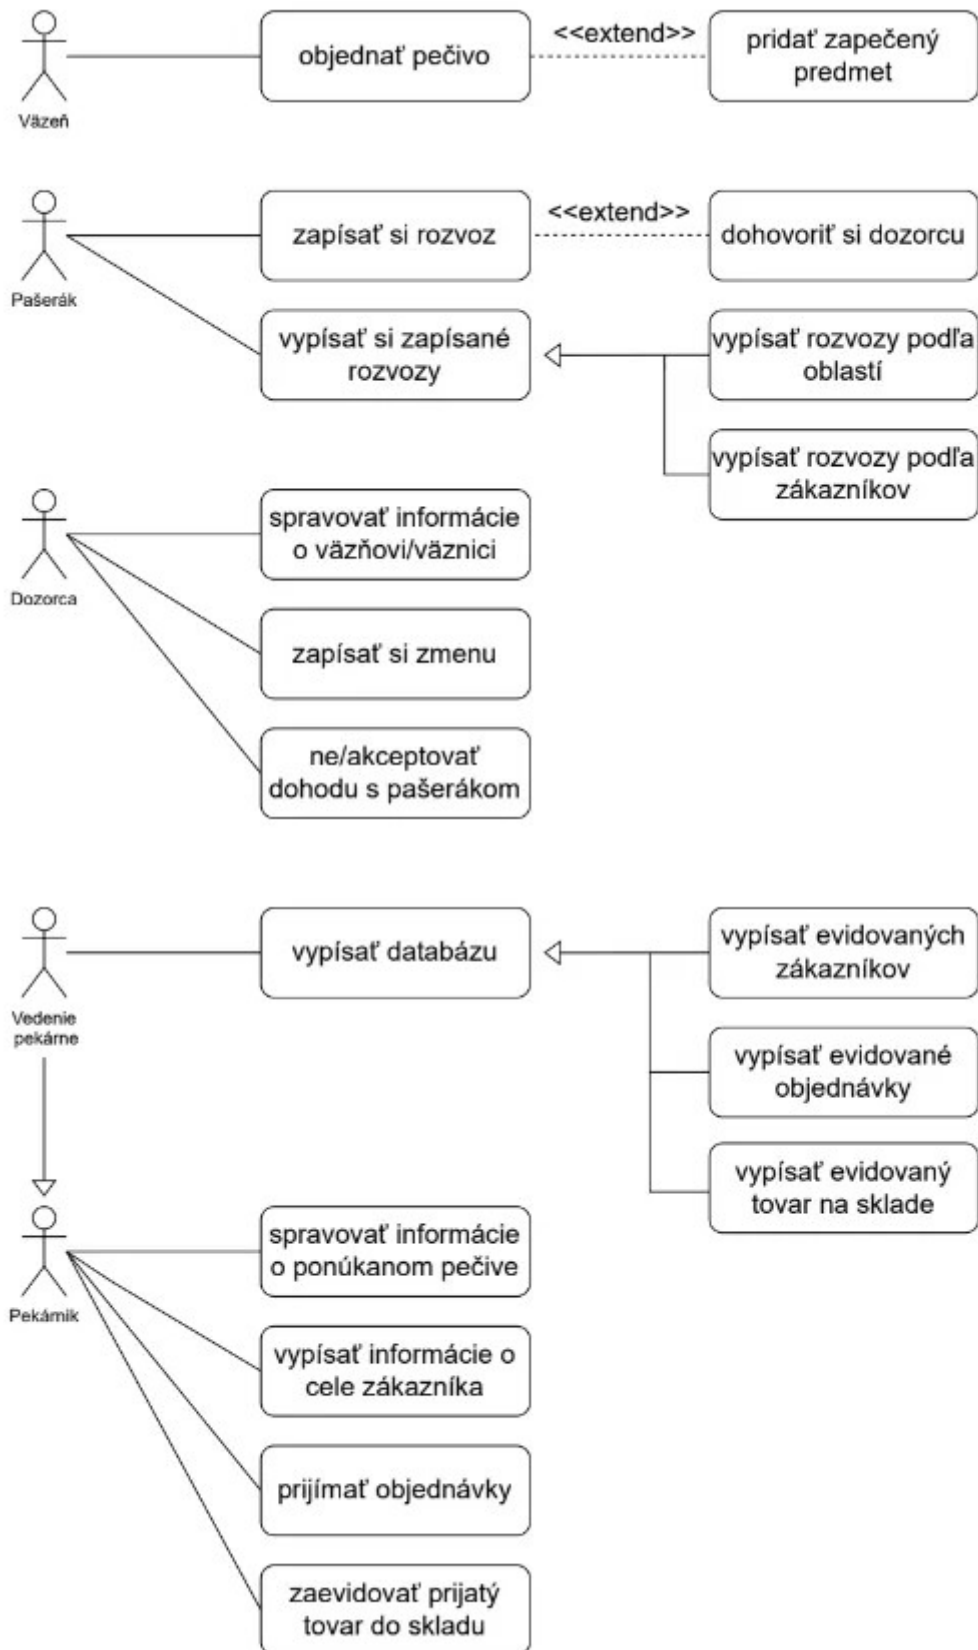 objednať pečivo
<<extend>>
pridať zapečený
predmet
Väzeň
zapísať si rozvoz
<<extend>>
dohovoriť si dozorcu
Pašerák
vypísať si zapísané
rozvozy
vypísať rozvozy podľa
oblastí
vypísať rozvozy podľa
zákazníkov
spravovať informácie
o väzňovi/väznici
Dozorca
zapísať si zmenu
ne/akceptovať
dohodu s pašerákom
vypísať databázu
vypísať evidovaných
zákazníkov
Vedenie
pekárne
vypísať evidované
objednávky
vypísať evidovaný
tovar na sklade
spravovať informácie
o ponúkanom pečive
Pekárnik
vypísať informácie o
cele zákazníka
prijímať objednávky
zaevidovať prijatý
tovar do skladu